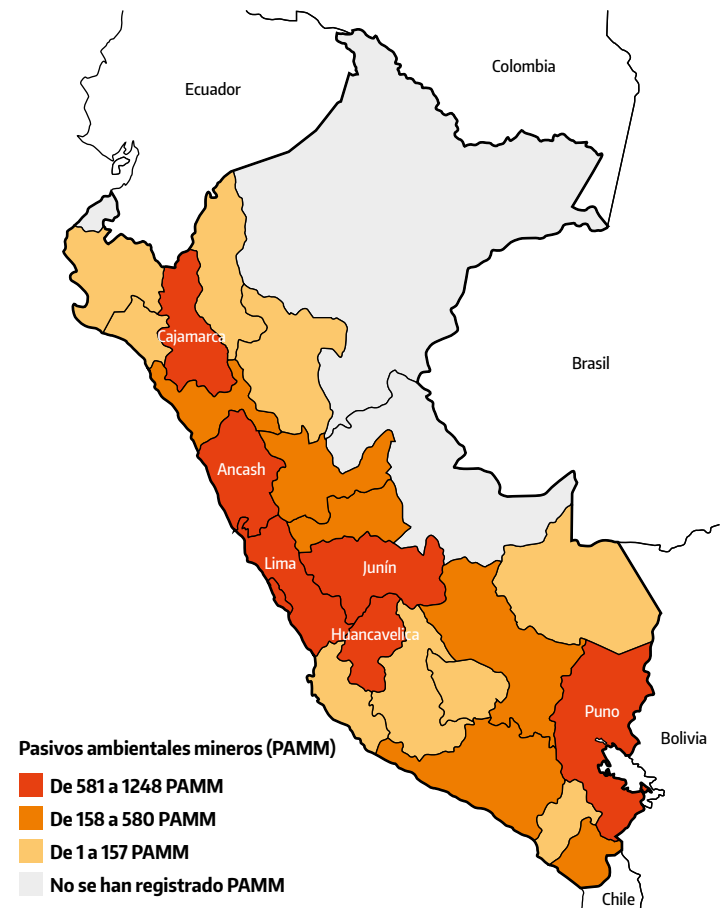 Colombia
Ecuador
Brasil
Cajamarca
Ancash
Lima
Junín
Huancavelica
Puno
Bolivia
Pasivos ambientales mineros (PAMM)
De 581 a 1248 PAMM
De 158 a 580 PAMM
De 1 a 157 PAMM
No se han registrado PAMM
Chile